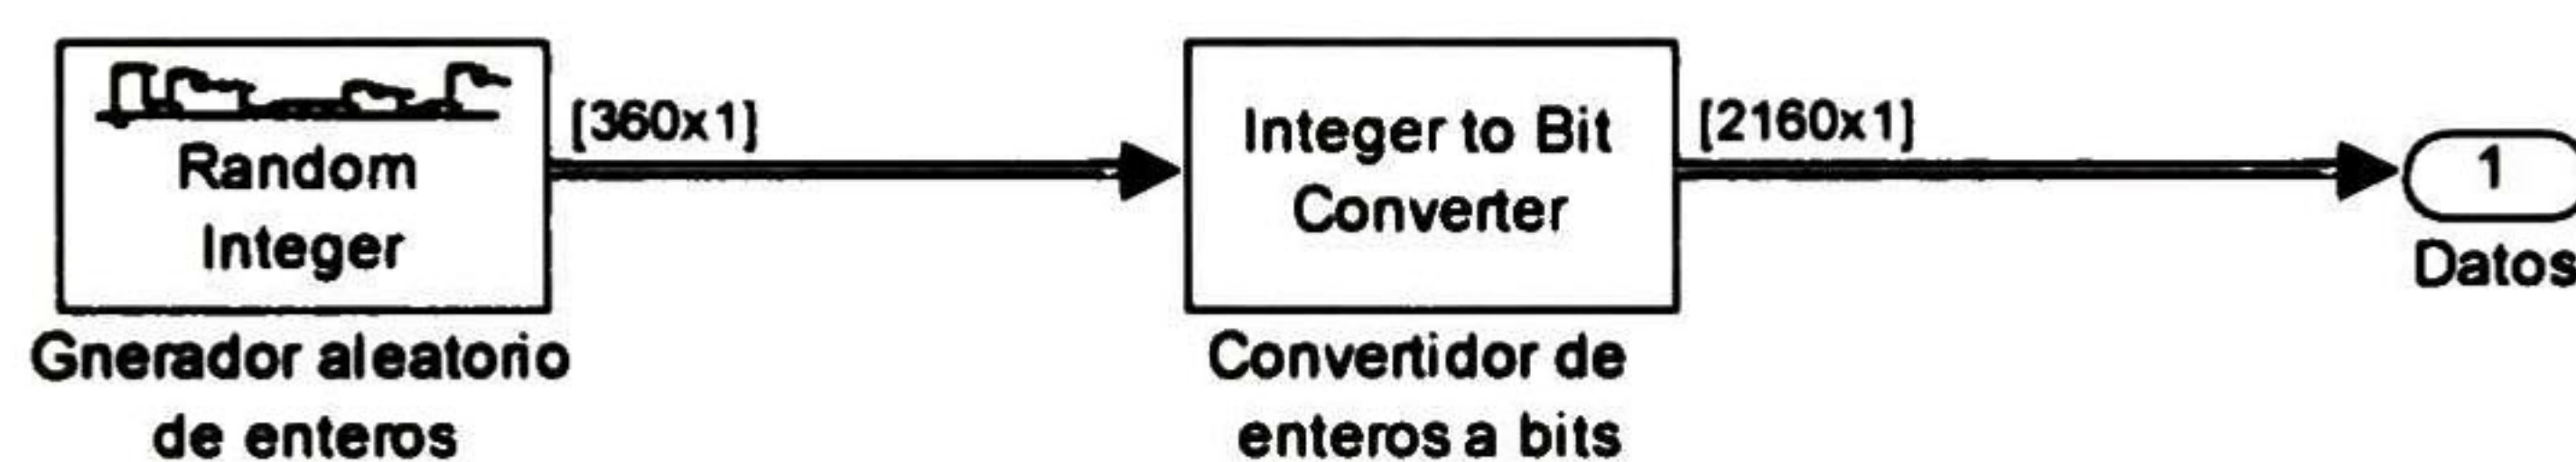 Random
Integer
Gnerador aleatorio
de enteros
[360x1]
Integer to Bit
Converter
Convertidor de
enteros a bits
[2160x1]
1
Datos